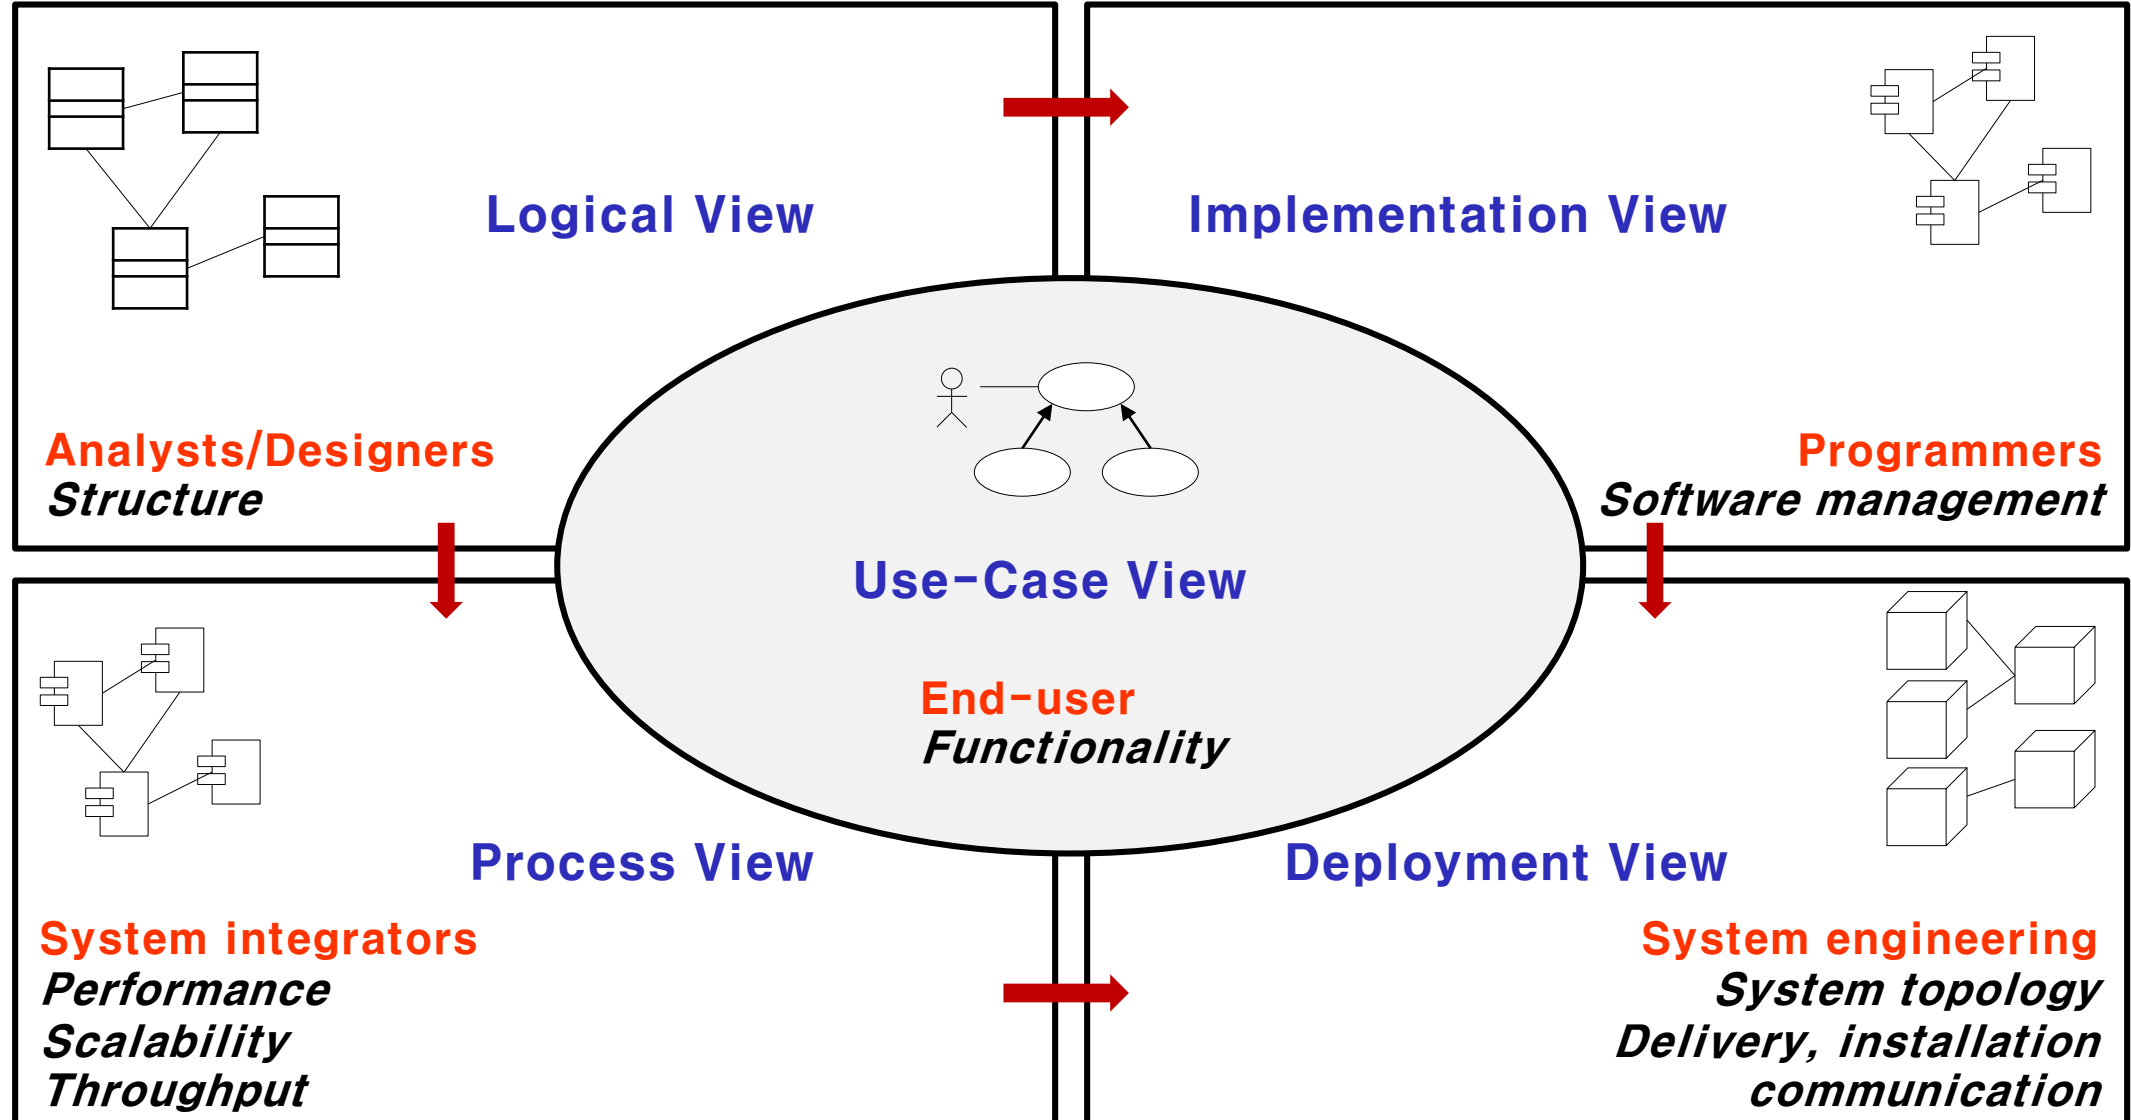 Logical View
Implementation View
Analysts/Designers
Structure
Programmers
Software management
Use-Case View
End-user
Functionality
Process View
Deployment View
System integrators
Performance
Scalability
Throughput
System engineering
System topology
Delivery, installation
communication